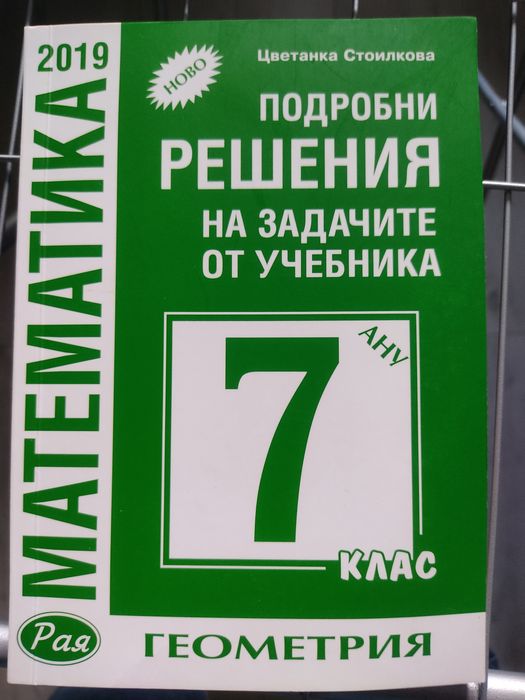 2019
МАТЕМАТИКА
НОВО
Цветанка Стоилкова
ПОДРОБНИ
РЕШЕНИЯ
НА ЗАДАЧИТЕ
ОТ УЧЕБНИКА
АНУ
7
КЛАС
Рая
ГЕОМЕТРИЯ